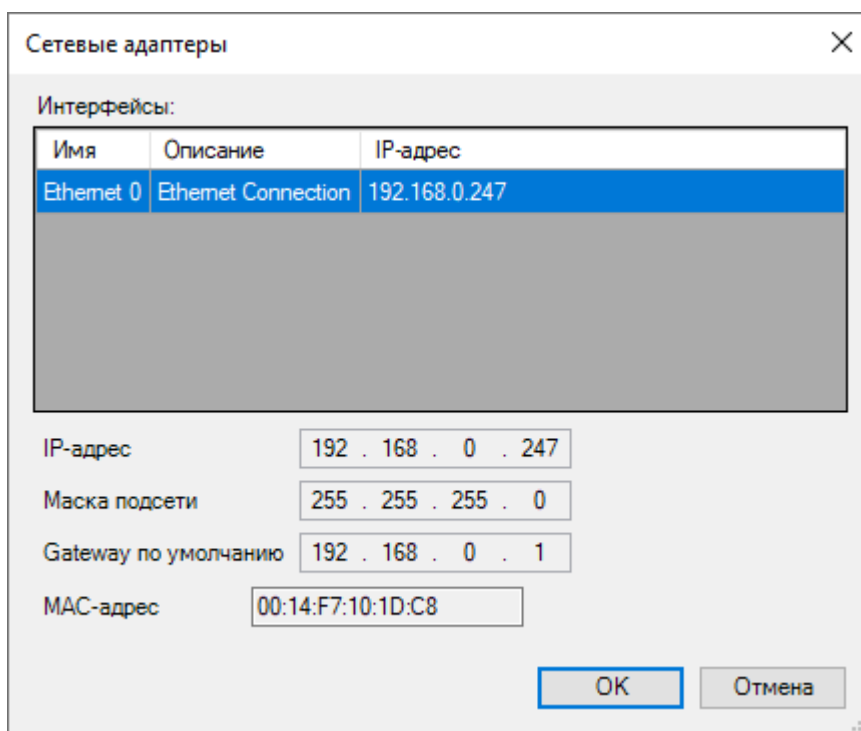 Сетевые адаптеры
Интерфейсы:
Имя Описание IP-адрес
Ethernet 0 Ethernet Connection 192.168.0.247
IP-адрес 192 . 168 . 0 . 247
Маска подсети 255 . 255 . 255 . 0
Gateway по умолчанию 192 . 168 . 0 . 1
MAC-адрес 00:14:F7:10:1D:C8
OK Отмена